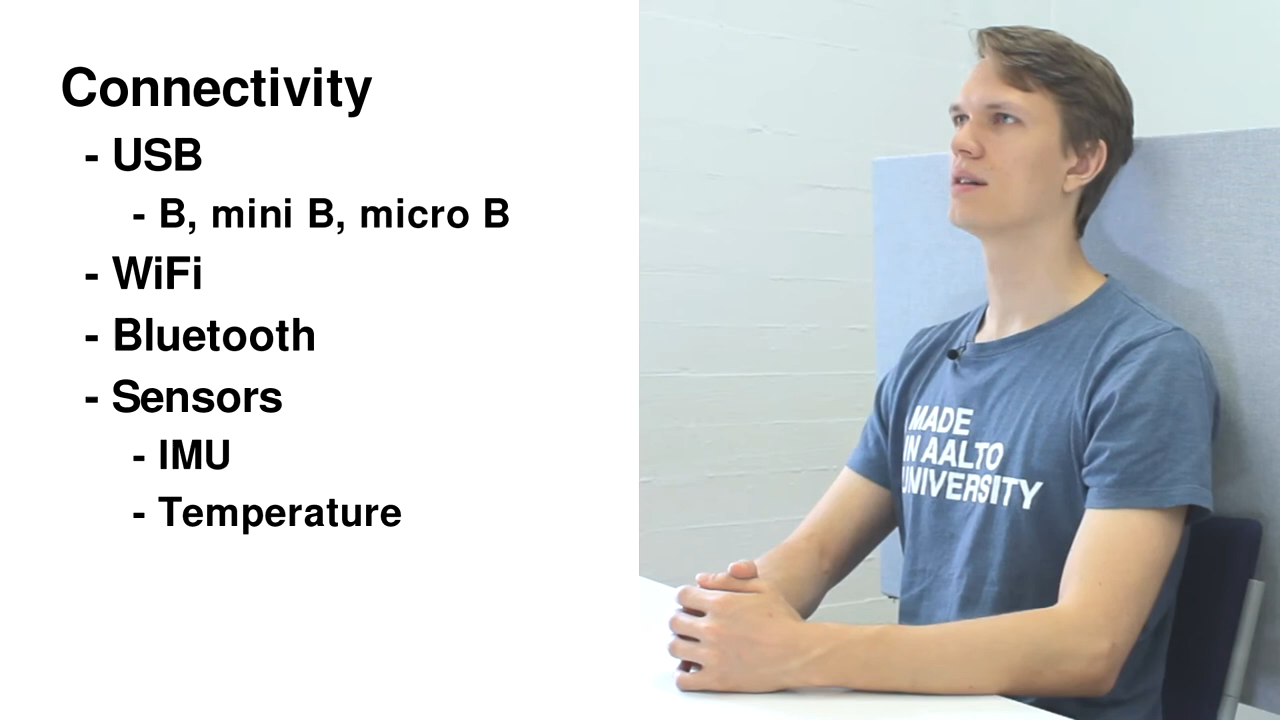 Connectivity
- USB
- B, mini B, micro B
- WiFi
- Bluetooth
- Sensors
- IMU
- Temperature
MADE
IN AALTO
UNIVERSITY